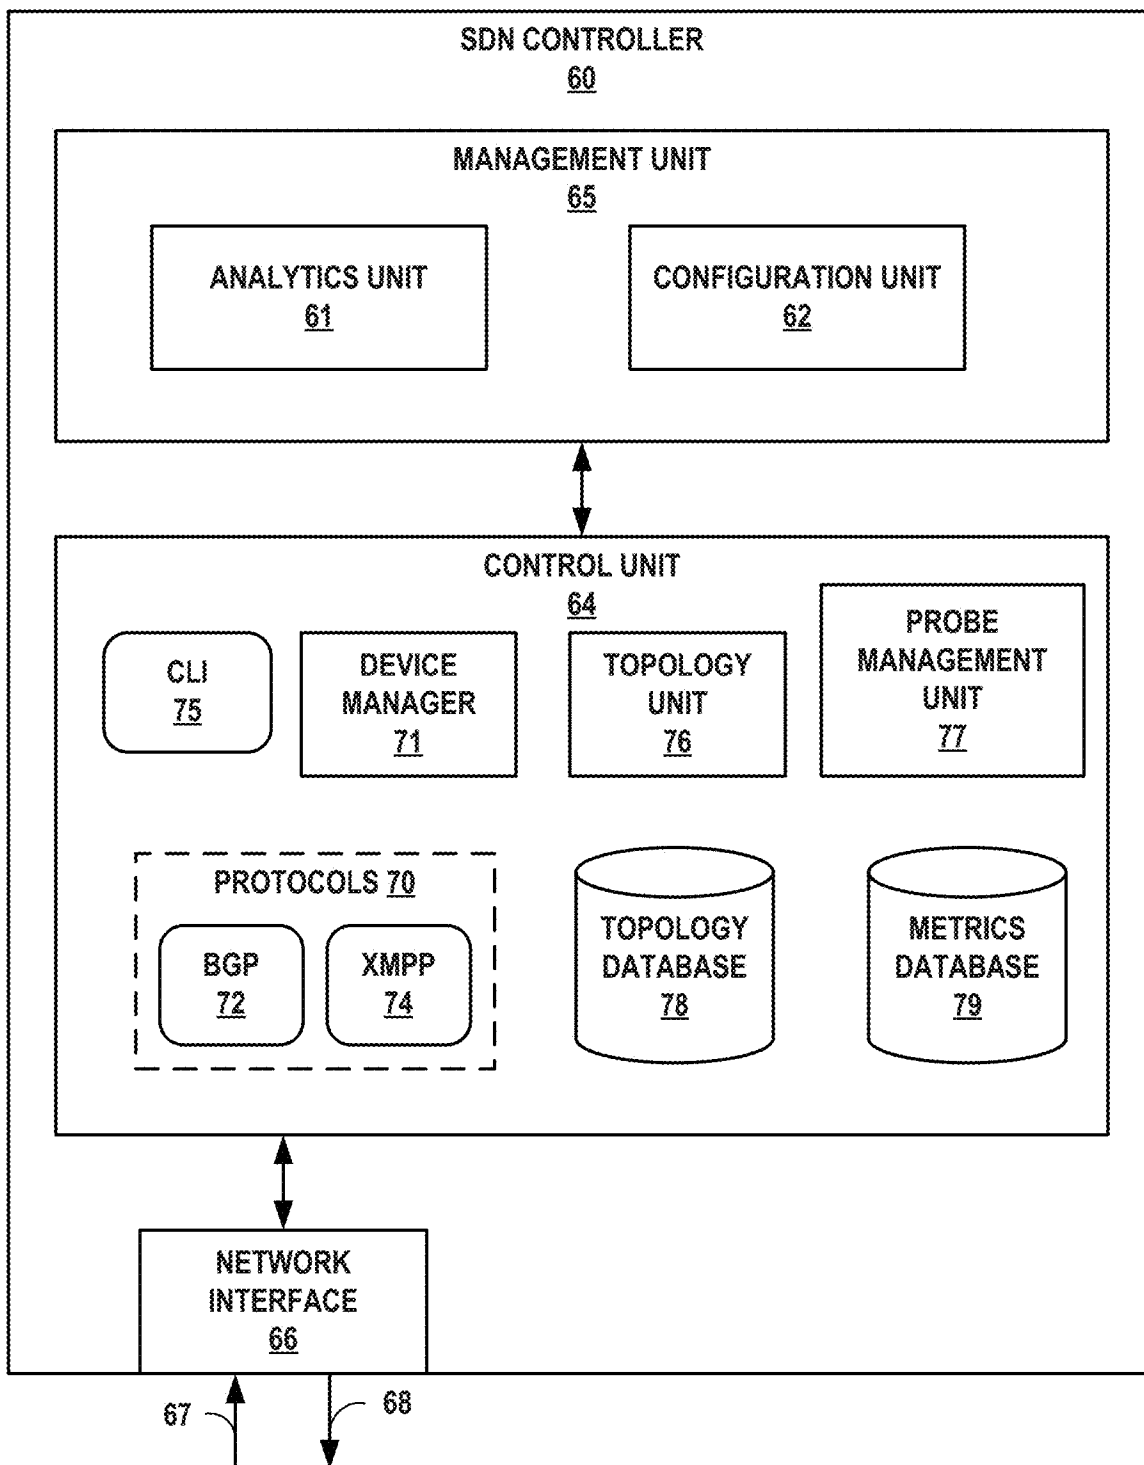 SDN CONTROLLER
60
MANAGEMENT UNIT
65
ANALYTICS UNIT
61
CONFIGURATION UNIT
62
CONTROL UNIT
64
CLI
75
DEVICE
MANAGER
71
TOPOLOGY
UNIT
76
PROBE
MANAGEMENT
UNIT
77
PROTOCOLS 70
BGP
72
XMPP
74
TOPOLOGY
DATABASE
78
METRICS
DATABASE
79
NETWORK
INTERFACE
66
67
68